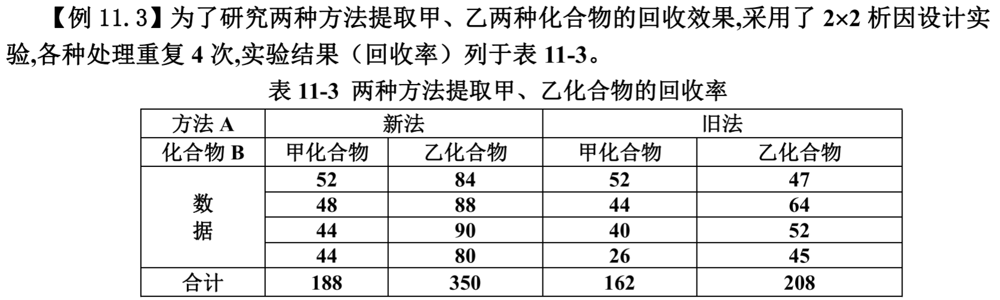 【例 11.3】为了研究两种方法提取甲、乙两种化合物的回收效果,采用了 2×2 析因设计实
验,各种处理重复 4 次,实验结果（回收率）列于表 11-3。
表 11-3 两种方法提取甲、乙化合物的回收率
方法 A 新法 旧法
化合物 B 甲化合物 乙化合物 甲化合物 乙化合物
数据
52 84 52 47
48 88 44 64
44 90 40 52
44 80 26 45
合计 188 350 162 208